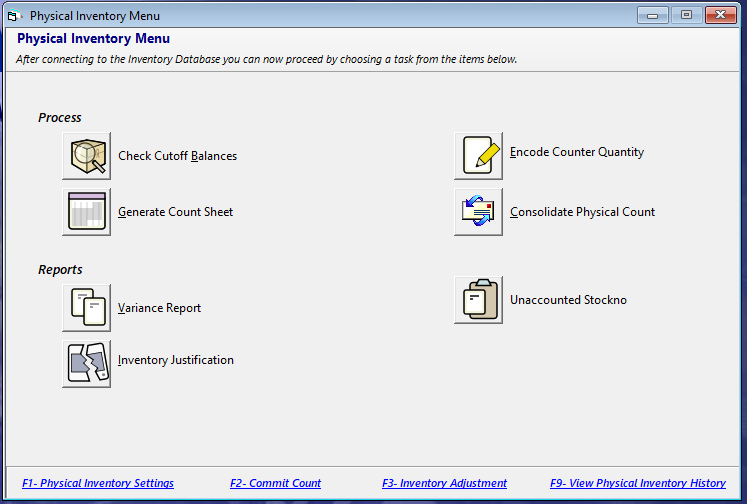 Physical Inventory Menu
Physical Inventory Menu
After connecting to the Inventory Database you can now proceed by choosing a task from the items below.
Process
Check Cutoff Balances
Encode Counter Quantity
Generate Count Sheet
Consolidate Physical Count
Reports
Variance Report
Unaccounted Stockno
Inventory Justification
F1- Physical Inventory Settings F2- Commit Count F3- Inventory Adjustment F9- View Physical Inventory History